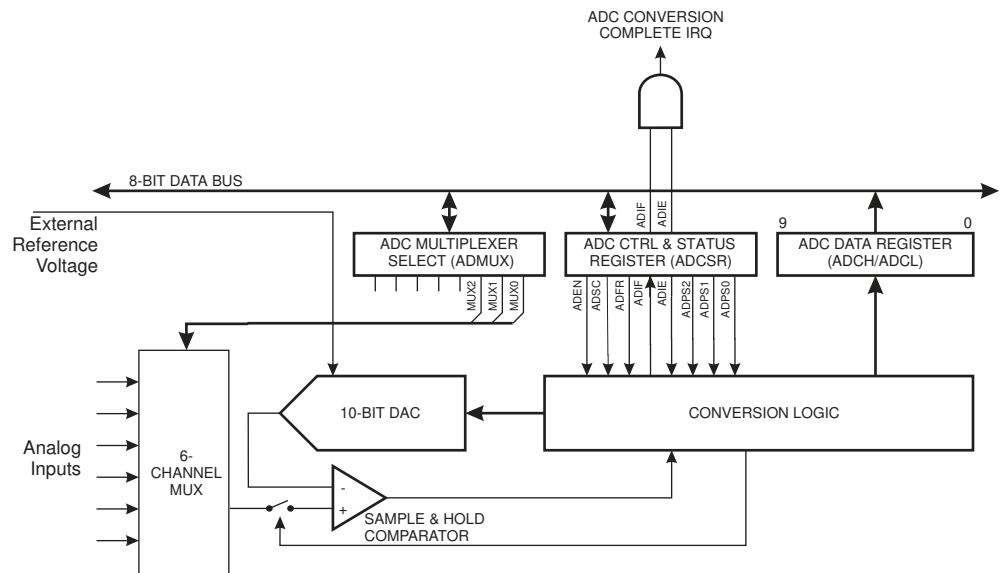 ADC CONVERSION
COMPLETE IRQ
8-BIT DATA BUS
External
Reference
Voltage
ADIF
ADIE
9
0
ADC MULTIPLEXER
SELECT (ADMUX)
ADC CTRL & STATUS
REGISTER (ADCSR)
ADC DATA REGISTER
(ADCH/ADCL)
MUX2
MUX1
MUX0
ADEN
ADSC
ADFR
ADIF
ADIE
ADPS2
ADPS1
ADPS0
10-BIT DAC
CONVERSION LOGIC
Analog
Inputs
6-
CHANNEL
MUX
-
+
SAMPLE & HOLD
COMPARATOR